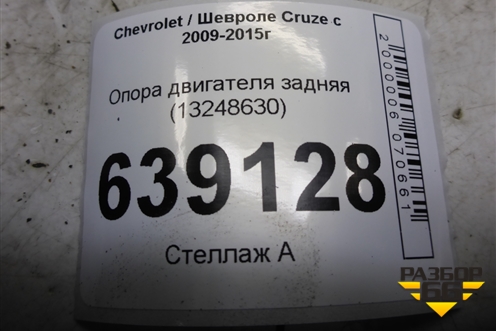 Chevrolet / Шевроле Cruze с
2009-2015г
Опора двигателя задняя
(13248630)
639128
Стеллаж А
2000006070661
РАЗБОР
66